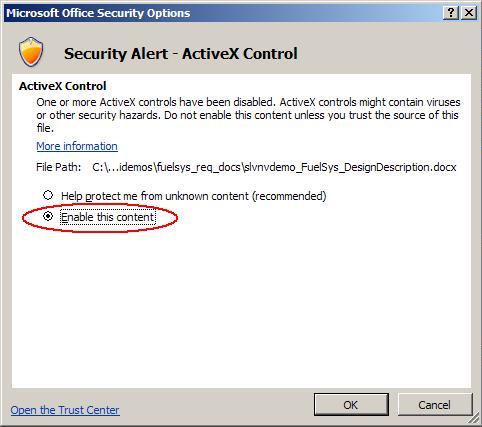 Microsoft Office Security Options
Security Alert - ActiveX Control
ActiveX Control
One or more ActiveX controls have been disabled. ActiveX controls might contain viruses
or other security hazards. Do not enable this content unless you trust the source of this
file.
More information
File Path: C:\...idemos\fuelsys_req_docs\slvnvdemo_FuelSys_DesignDescription.docx
Help protect me from unknown content (recommended)
Enable this content
Open the Trust Center
OK
Cancel